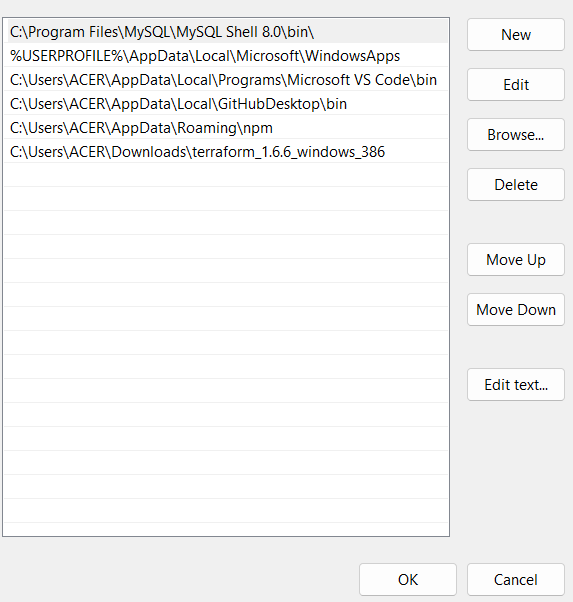 C:\Program Files\MySQL\MySQL Shell 8.0\bin\
%USERPROFILE%\AppData\Local\Microsoft\WindowsApps
C:\Users\ACER\AppData\Local\Programs\Microsoft VS Code\bin
C:\Users\ACER\AppData\Local\GitHubDesktop\bin
C:\Users\ACER\AppData\Roaming\npm
C:\Users\ACER\Downloads\terraform_1.6.6_windows_386
New
Edit
Browse...
Delete
Move Up
Move Down
Edit text...
OK
Cancel